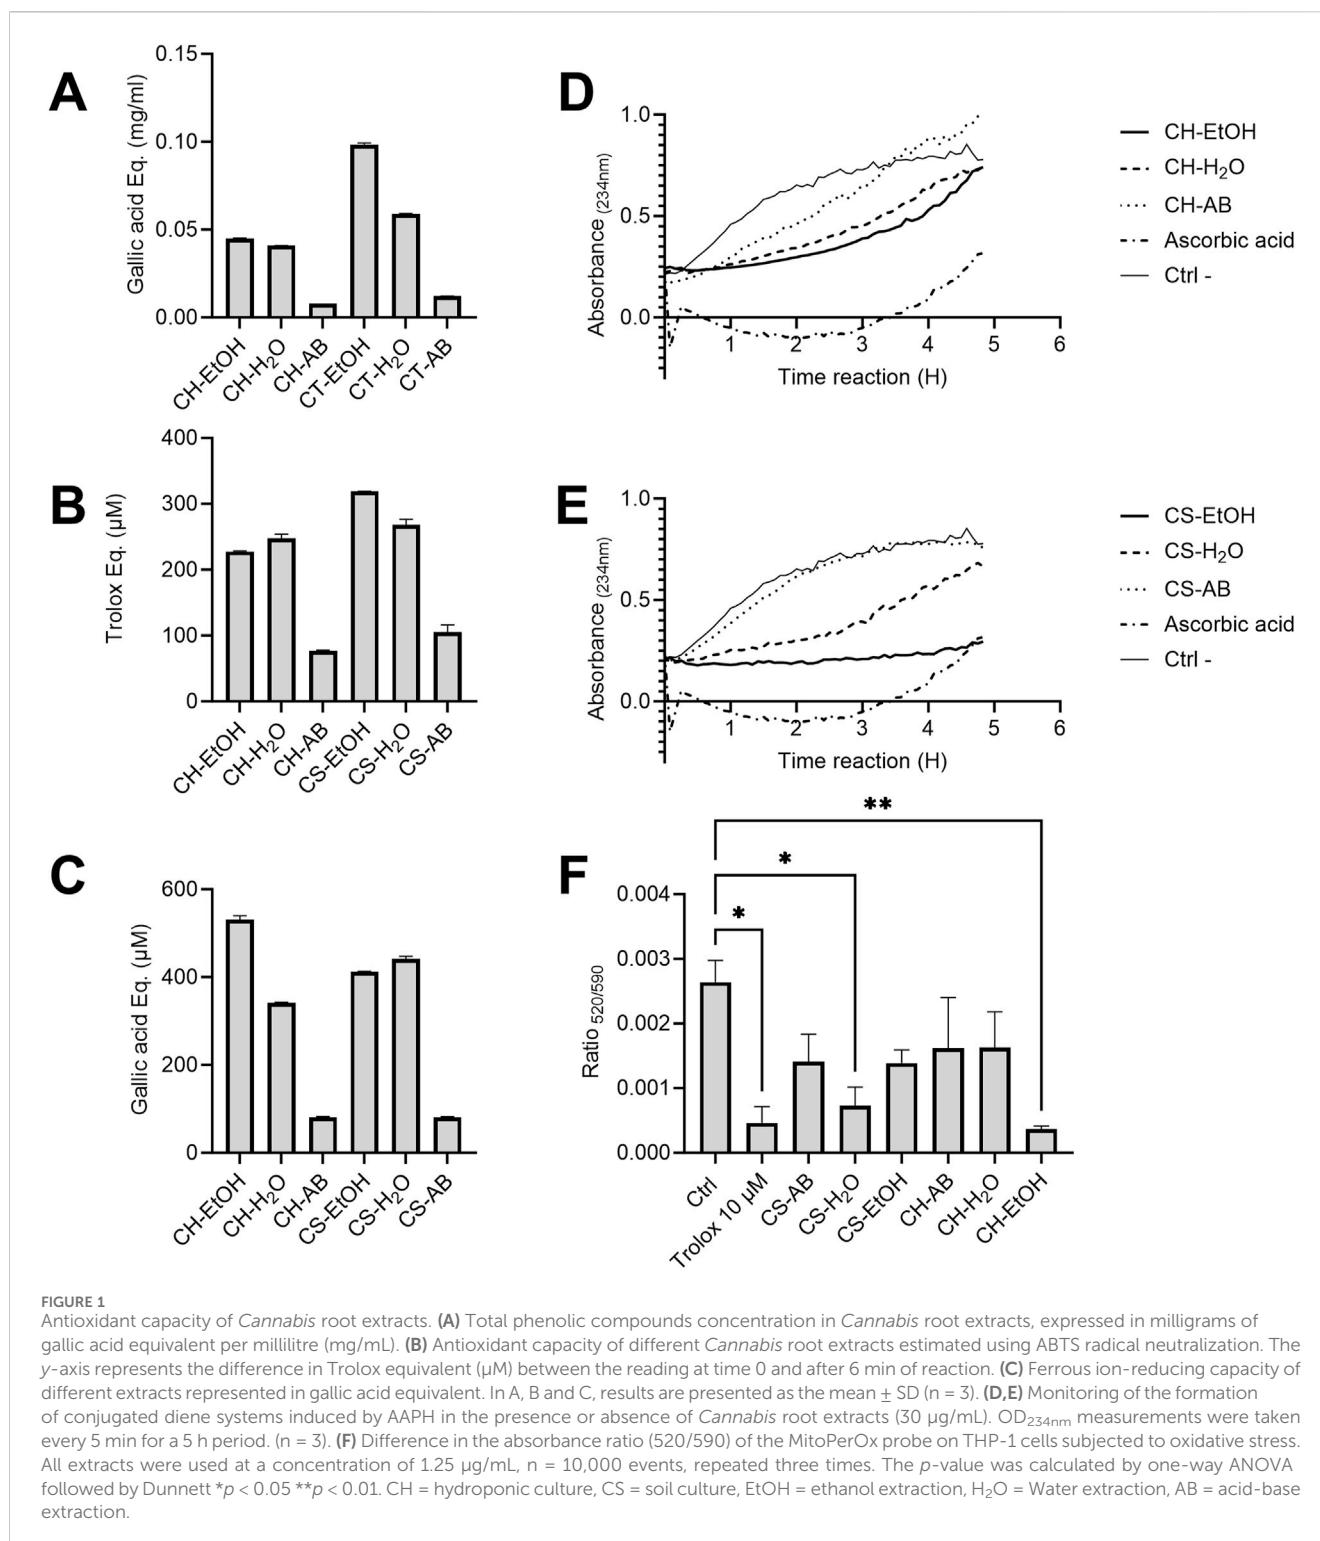 A
Gallic acid Eq. (mg/ml)
0.15
0.10
0.05
0.00
CH-EtOH
CH-H₂O
CH-AB
CT-EtOH
CT-H₂O
CT-AB
B
Trolox Eq. (µM)
400
300
200
100
0
CH-EtOH
CH-H₂O
CH-AB
CS-EtOH
CS-H₂O
CS-AB
C
Gallic acid Eq. (µM)
600
400
200
0
CH-EtOH
CH-H₂O
CH-AB
CS-EtOH
CS-H₂O
CS-AB
D
Absorbance (234nm)
1.0
0.5
0.0
1 2 3 4 5 6
Time reaction (H)
CH-EtOH
CH-H₂O
CH-AB
Ascorbic acid
Ctrl -
E
Absorbance (234nm)
1.0
0.5
0.0
1 2 3 4 5 6
Time reaction (H)
CS-EtOH
CS-H₂O
CS-AB
Ascorbic acid
Ctrl -
F
Ratio 520/590
0.004
0.003
0.002
0.001
0.000
**
*
*
Ctrl
Trolox 10 µM
CS-AB
CS-H₂O
CS-EtOH
CH-AB
CH-H₂O
CH-EtOH
FIGURE 1
Antioxidant capacity of Cannabis root extracts. (A) Total phenolic compounds concentration in Cannabis root extracts, expressed in milligrams of
gallic acid equivalent per millilitre (mg/mL). (B) Antioxidant capacity of different Cannabis root extracts estimated using ABTS radical neutralization. The
y-axis represents the difference in Trolox equivalent (µM) between the reading at time 0 and after 6 min of reaction. (C) Ferrous ion-reducing capacity of
different extracts represented in gallic acid equivalent. In A, B and C, results are presented as the mean ± SD (n = 3). (D,E) Monitoring of the formation
of conjugated diene systems induced by AAPH in the presence or absence of Cannabis root extracts (30 µg/mL). OD₂₃₄nm measurements were taken
every 5 min for a 5 h period. (n = 3). (F) Difference in the absorbance ratio (520/590) of the MitoPerOx probe on THP-1 cells subjected to oxidative stress.
All extracts were used at a concentration of 1.25 µg/mL, n = 10,000 events, repeated three times. The p-value was calculated by one-way ANOVA
followed by Dunnett *p < 0.05 **p < 0.01. CH = hydroponic culture, CS = soil culture, EtOH = ethanol extraction, H₂O = Water extraction, AB = acid-base
extraction.